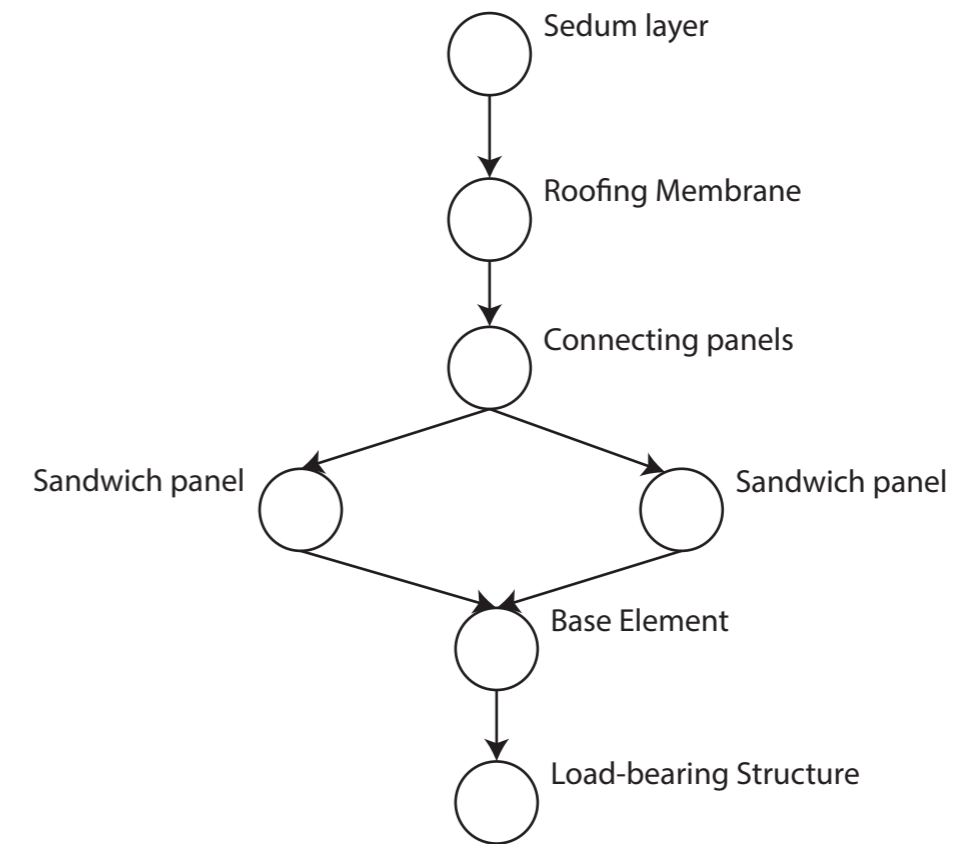 Sedum layer
Roofing Membrane
Connecting panels
Sandwich panel
Sandwich panel
Base Element
Load-bearing Structure